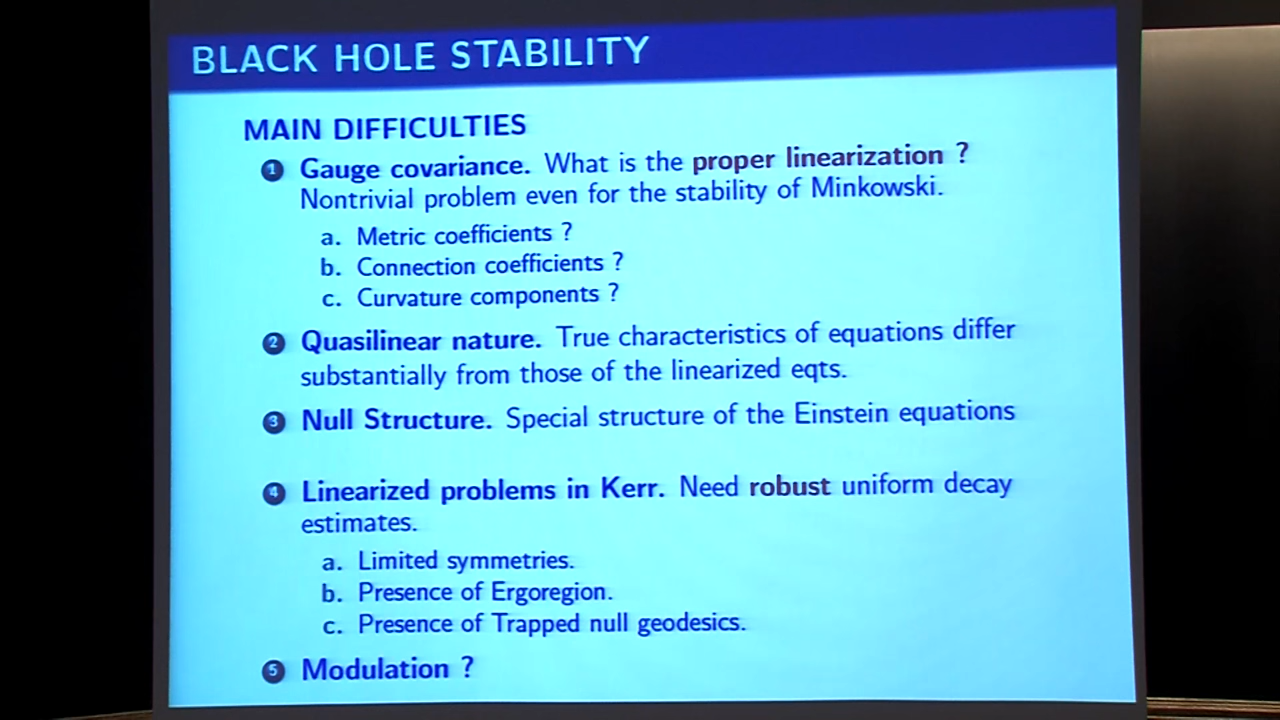 BLACK HOLE STABILITY
MAIN DIFFICULTIES
1 Gauge covariance. What is the proper linearization ?
Nontrivial problem even for the stability of Minkowski.
a. Metric coefficients ?
b. Connection coefficients ?
c. Curvature components ?
2 Quasilinear nature. True characteristics of equations differ
substantially from those of the linearized eqts.
3 Null Structure. Special structure of the Einstein equations
4 Linearized problems in Kerr. Need robust uniform decay
estimates.
a. Limited symmetries.
b. Presence of Ergoregion.
c. Presence of Trapped null geodesics.
5 Modulation ?